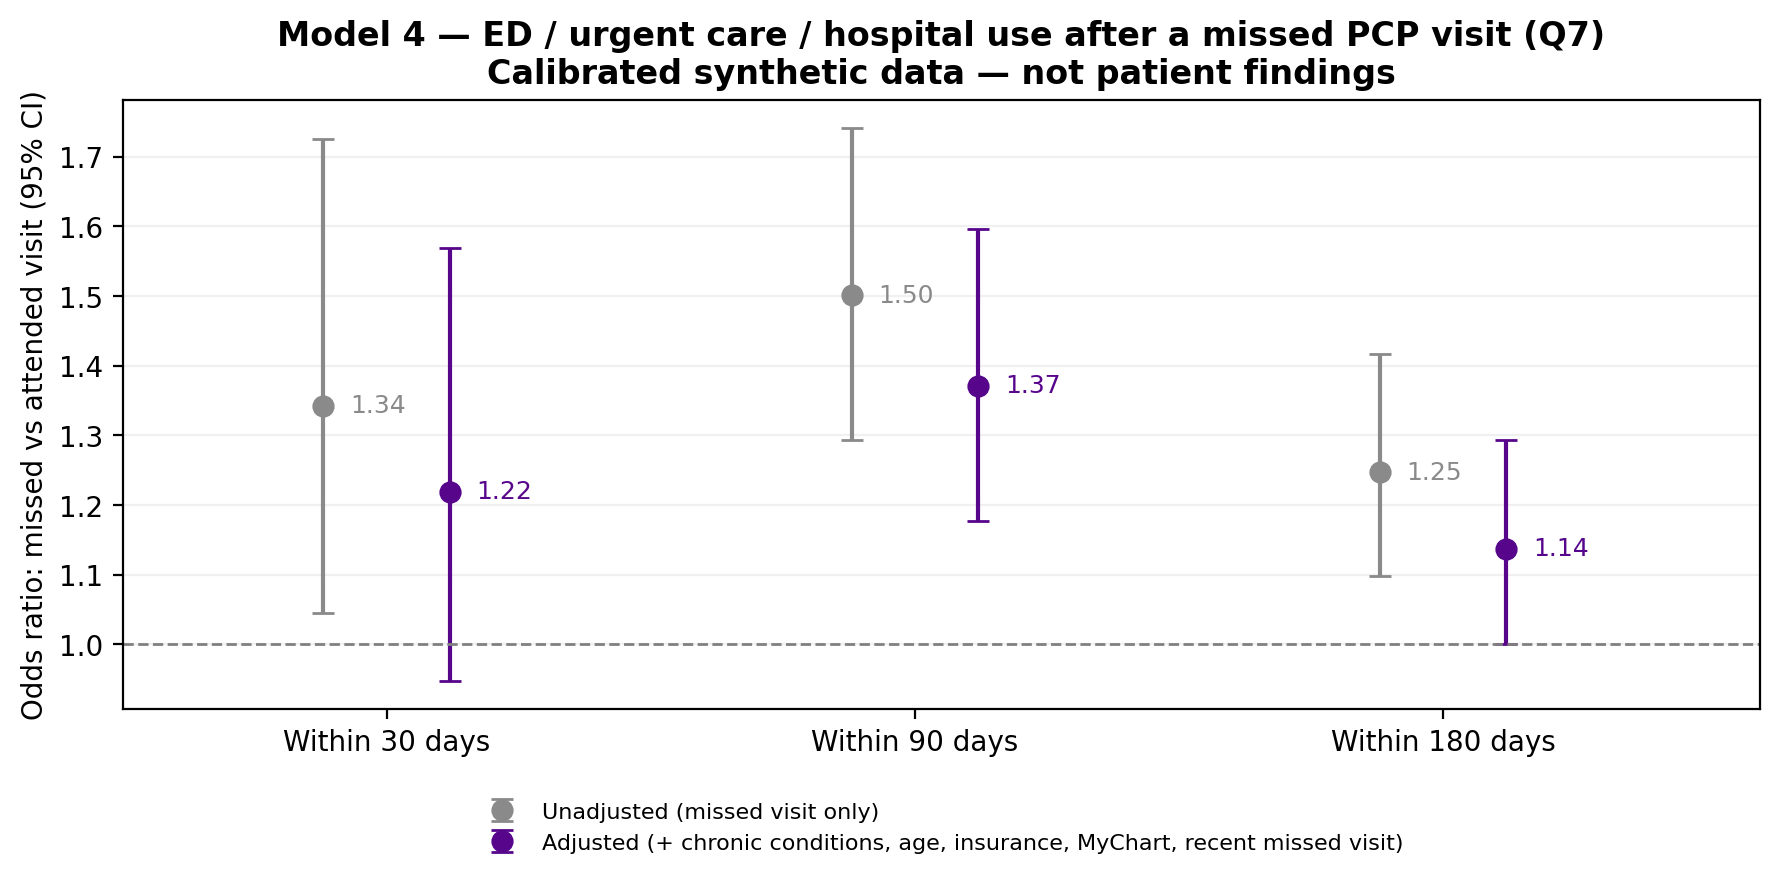 Model 4 — ED / urgent care / hospital use after a missed PCP visit (Q7)
Calibrated synthetic data — not patient findings
Odds ratio: missed vs attended visit (95% CI)
1.7
1.6
1.5
1.4
1.3
1.2
1.1
1.0
1.34
1.22
1.50
1.37
1.25
1.14
Within 30 days
Within 90 days
Within 180 days
Unadjusted (missed visit only)
Adjusted (+ chronic conditions, age, insurance, MyChart, recent missed visit)